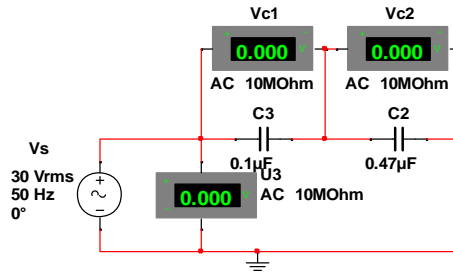 Vc1 Vc2
+ − + −
0.000 V 0.000 V
AC 10MOhm AC 10MOhm
C3 C2
0.1µF 0.47µF
Vs
U3
30 Vrms
50 Hz
0°
+ −
0.000 V
AC 10MOhm